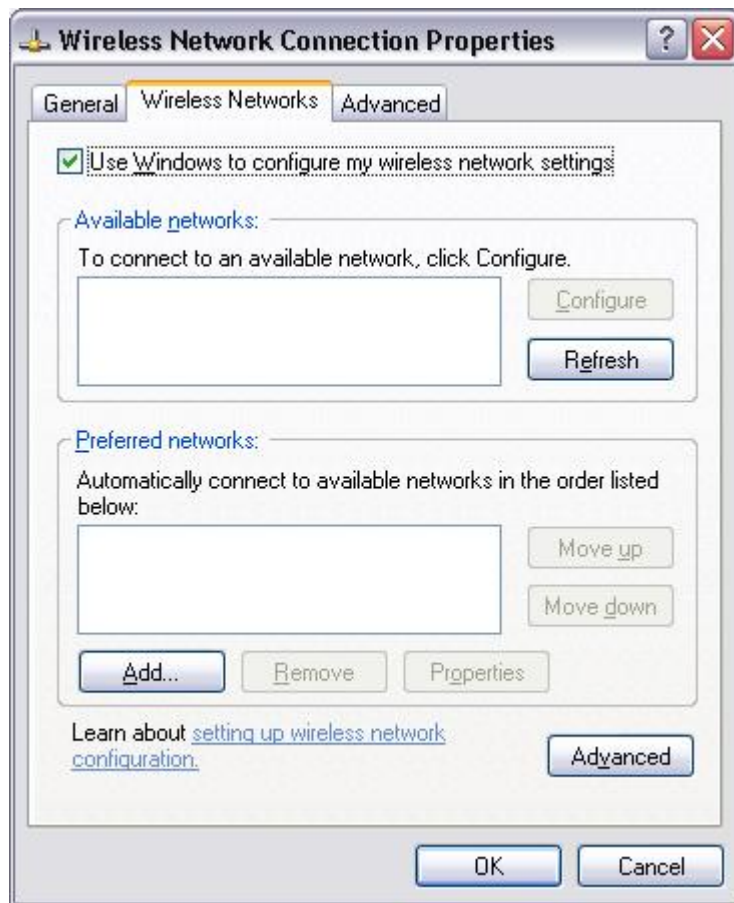 Wireless Network Connection Properties
General Wireless Networks Advanced
Use Windows to configure my wireless network settings
Available networks:
To connect to an available network, click Configure.
Configure
Refresh
Preferred networks:
Automatically connect to available networks in the order listed
below:
Move up
Move down
Add... Remove Properties
Learn about setting up wireless network
configuration.
Advanced
OK Cancel